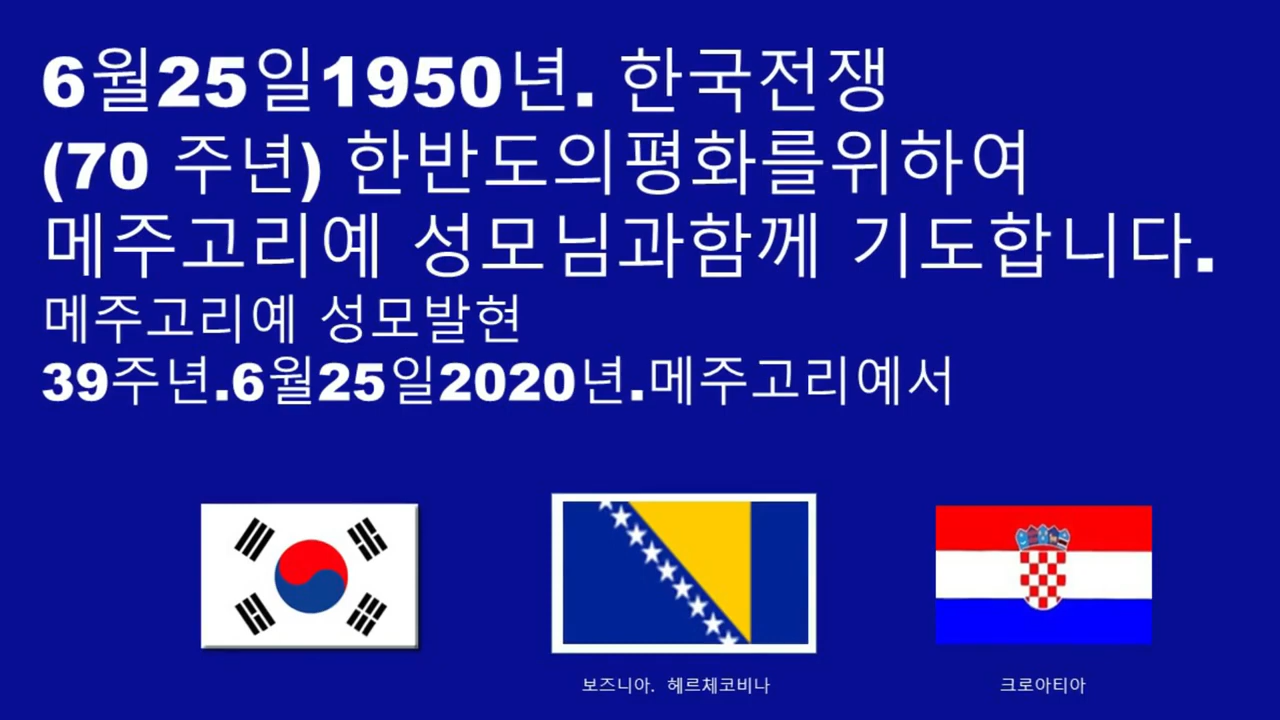 6월25일1950년. 한국전쟁
(70 주년) 한반도의평화를위하여
메주고리예 성모님과함께 기도합니다.
메주고리예 성모발현
39주년.6월25일2020년.메주고리예서
보즈니아. 헤르체코비나
크로아티아